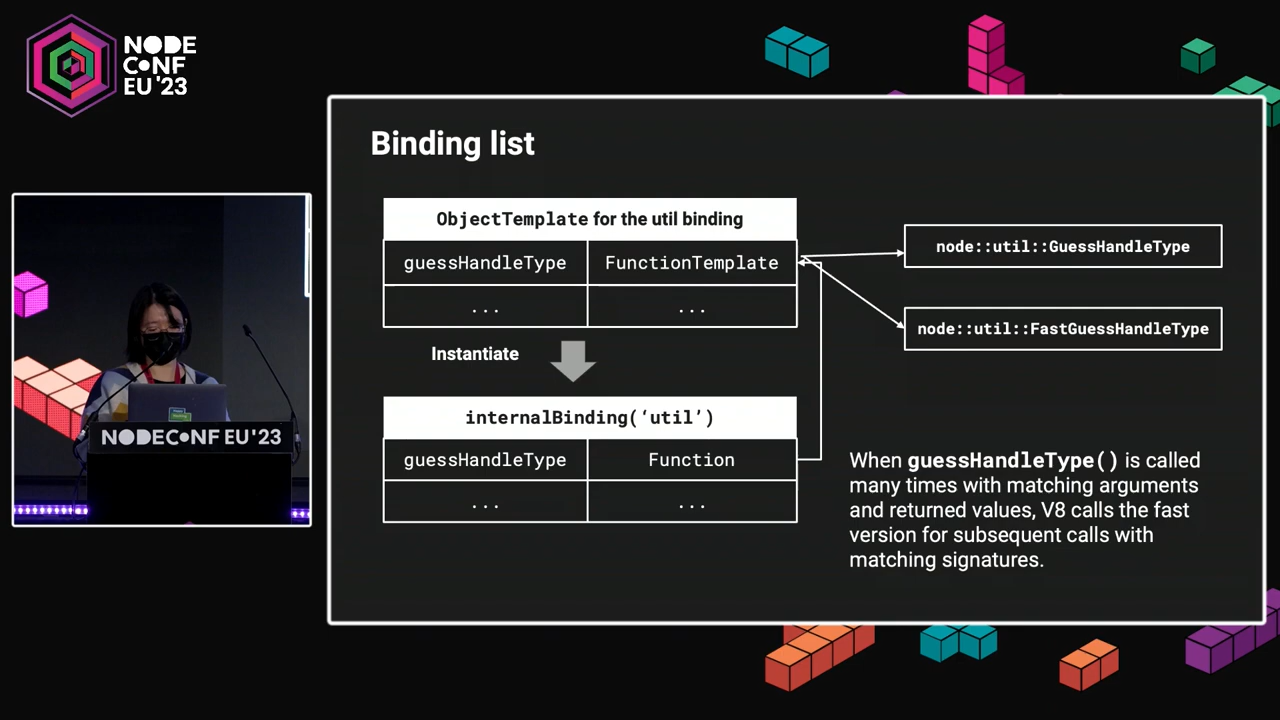 NODE
CONF
EU '23
Binding list
ObjectTemplate for the util binding
guessHandleType FunctionTemplate
... ...
Instantiate
internalBinding(‘util’)
guessHandleType Function
... ...
node::util::GuessHandleType
node::util::FastGuessHandleType
When guessHandleType() is called
many times with matching arguments
and returned values, V8 calls the fast
version for subsequent calls with
matching signatures.
NODECONF EU'23